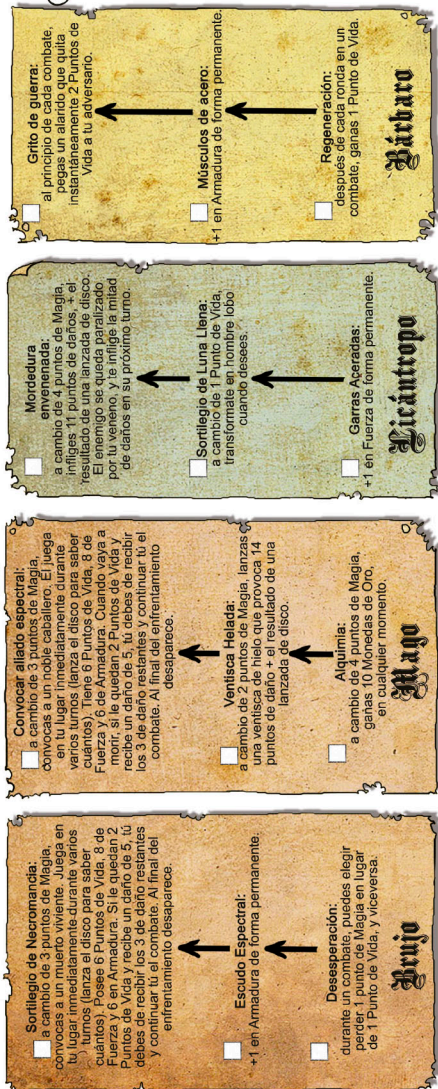 Sortilegio de Necromancia:
a cambio de 3 puntos de Magia,
convocas a un muerto viviente. Juega en
tu lugar inmediatamente durante varios
turnos (lanza el disco para saber
cuántos). Posee 6 Puntos de Vida, 8 de
Fuerza y 6 en Armadura. Si le quedan 2
Puntos de Vida y recibe un daño de 5, tú
debes de recibir los 3 de daño restantes
y continuar tú el combate. Al final del
enfrentamiento desaparece.
Escudo Espectral:
+1 en Armadura de forma permanente.
Desesperación:
durante un combate, puedes elegir
perder 1 punto de Magia en lugar
de 1 Punto de Vida, y viceversa.
Brujo
Convocar aliado espectral:
a cambio de 3 puntos de Magia,
convocas a un noble caballero. El juega
en tu lugar inmediatamente durante
varios turnos (lanza el disco para saber
cuántos). Tiene 6 Puntos de Vida, 8 de
Fuerza y 6 de Armadura. Cuando vaya a
morir, si le quedan 2 Puntos de Vida y
recibe un daño de 5, tú debes de recibir
los 3 de daño restantes y continuar tú el
combate. Al final del enfrentamiento
desaparece.
Ventisca Helada:
a cambio de 2 puntos de Magia, lanzas
una ventisca de hielo que provoca 14
puntos de daño + el resultado de una
lanzada de disco.
Alquimia:
a cambio de 4 puntos de Magia,
ganas 10 Monedas de Oro,
en cualquier momento.
Mago
Mordedura
envenenada:
a cambio de 4 puntos de Magia,
infliges 11 puntos de daños, + el
resultado de una lanzada de disco.
El enemigo se queda paralizado
por tu veneno, y te inflige la mitad
de daños en su próximo turno.
Sortilegio de Luna Llena:
a cambio de 1 Punto de Vida,
transformate en hombre lobo
cuando desees.
Garras Aceradas:
+1 en Fuerza de forma permanente.
Licántropo
Grito de guerra:
al principio de cada combate,
pegas un alarido que quita
instantáneamente 2 Puntos de
Vida a tu adversario.
Músculos de acero:
+1 en Armadura de forma permanente.
Regeneración:
después de cada ronda en un
combate, ganas 1 Punto de Vida.
Bárbaro